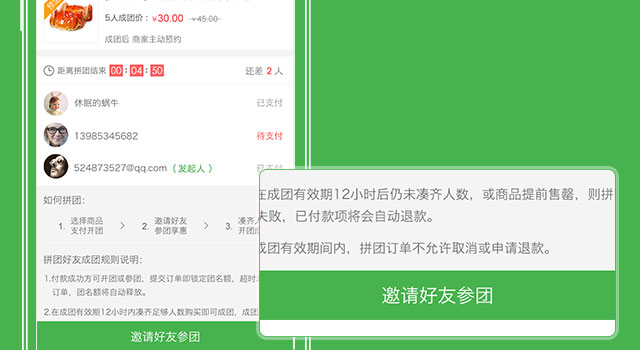 5人成团价：¥30.00 ¥45.00
成团后 商家主动预约
距离拼团结束 00:04:50 还差 2 人
休眠的蜗牛 已支付
13985345682 待支付
524873527@qq.com（发起人） 已支付
如何拼团：
1. 选择商品 支付开团 > 2. 邀请好友 参团享惠 > 3. 凑齐人 成团
拼团好友成团规则说明：
1.付款成功方可开团或参团，提交订单即锁定团名额，超时
订单，团名额将自动释放。
2.在成团有效期12小时内凑齐足够人数购买即可成团，成团
邀请好友参团
在成团有效期12小时后仍未凑齐人数，或商品提前售罄，则拼
失败，已付款项将会自动退款。
成团有效期间内，拼团订单不允许取消或申请退款。
邀请好友参团